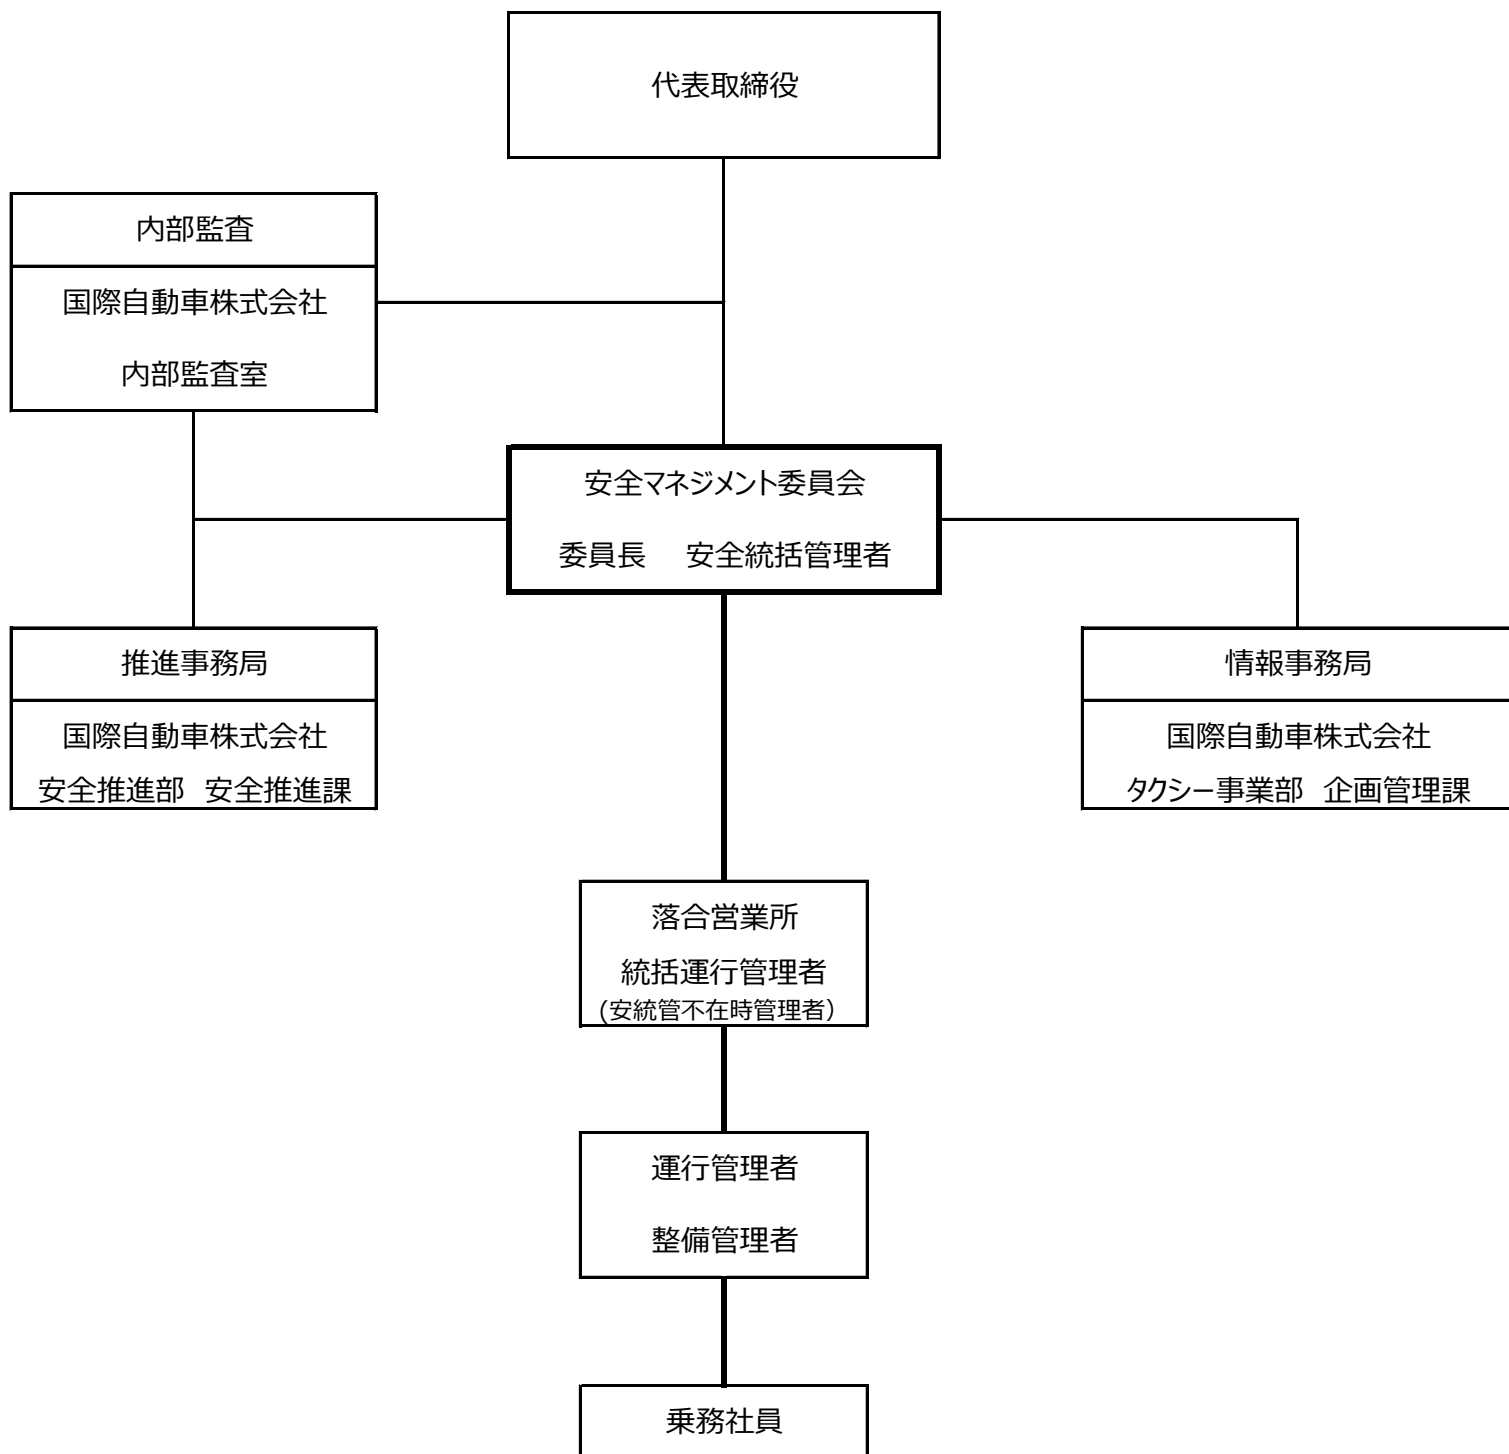 代表取締役
内部監査
国際自動車株式会社
内部監査室
安全マネジメント委員会
委員長　安全統括管理者
推進事務局
国際自動車株式会社
安全推進部 安全推進課
情報事務局
国際自動車株式会社
タクシー事業部 企画管理課
落合営業所
統括運行管理者
(安統管不在時管理者）
運行管理者
整備管理者
乗務社員